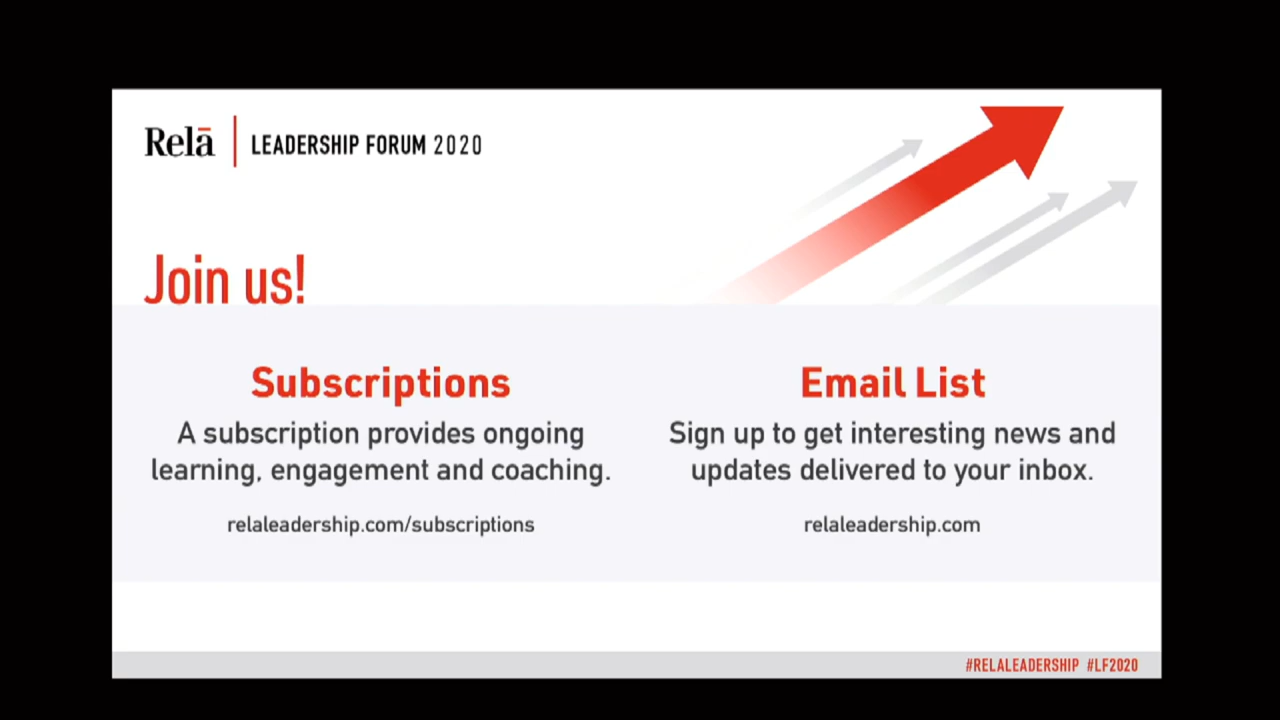 Relā | LEADERSHIP FORUM 2020
Join us!
Subscriptions
A subscription provides ongoing
learning, engagement and coaching.
relaleadership.com/subscriptions
Email List
Sign up to get interesting news and
updates delivered to your inbox.
relaleadership.com
#RELALEADERSHIP #LF2020